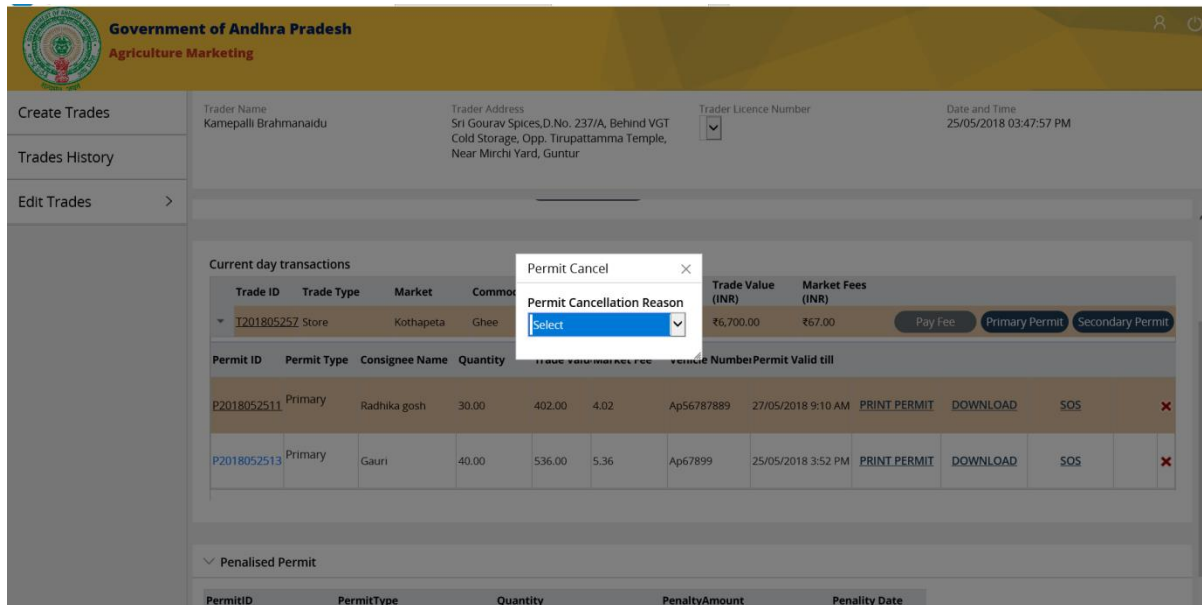 Government of Andhra Pradesh
Agriculture Marketing
Create Trades
Trades History
Edit Trades
Trader Name
Kamepalli Brahmanaidu
Trader Address
Sri Gourav Spices,D.No. 237/A, Behind VGT
Cold Storage, Opp. Tirupattamma Temple,
Near Mirchi Yard, Guntur
Trader Licence Number
Date and Time
25/05/2018 03:47:57 PM
Current day transactions
Trade ID Trade Type Market Trade Value (INR) Market Fees (INR)
T201805257 Store Kothapeta Ghee ₹6,700.00 ₹67.00 Pay Fee Primary Permit Secondary Permit
Permit Cancel
Permit Cancellation Reason
Select
Permit ID Permit Type Consignee Name Quantity Vehicle Number Permit Valid till
P2018052511 Primary Radhika gosh 30.00 402.00 4.02 Ap56787889 27/05/2018 9:10 AM PRINT PERMIT DOWNLOAD SOS
P2018052513 Primary Gauri 40.00 536.00 5.36 Ap67899 25/05/2018 3:52 PM PRINT PERMIT DOWNLOAD SOS
Penalised Permit
PermitID PermitType Quantity PenaltyAmount Penality Date